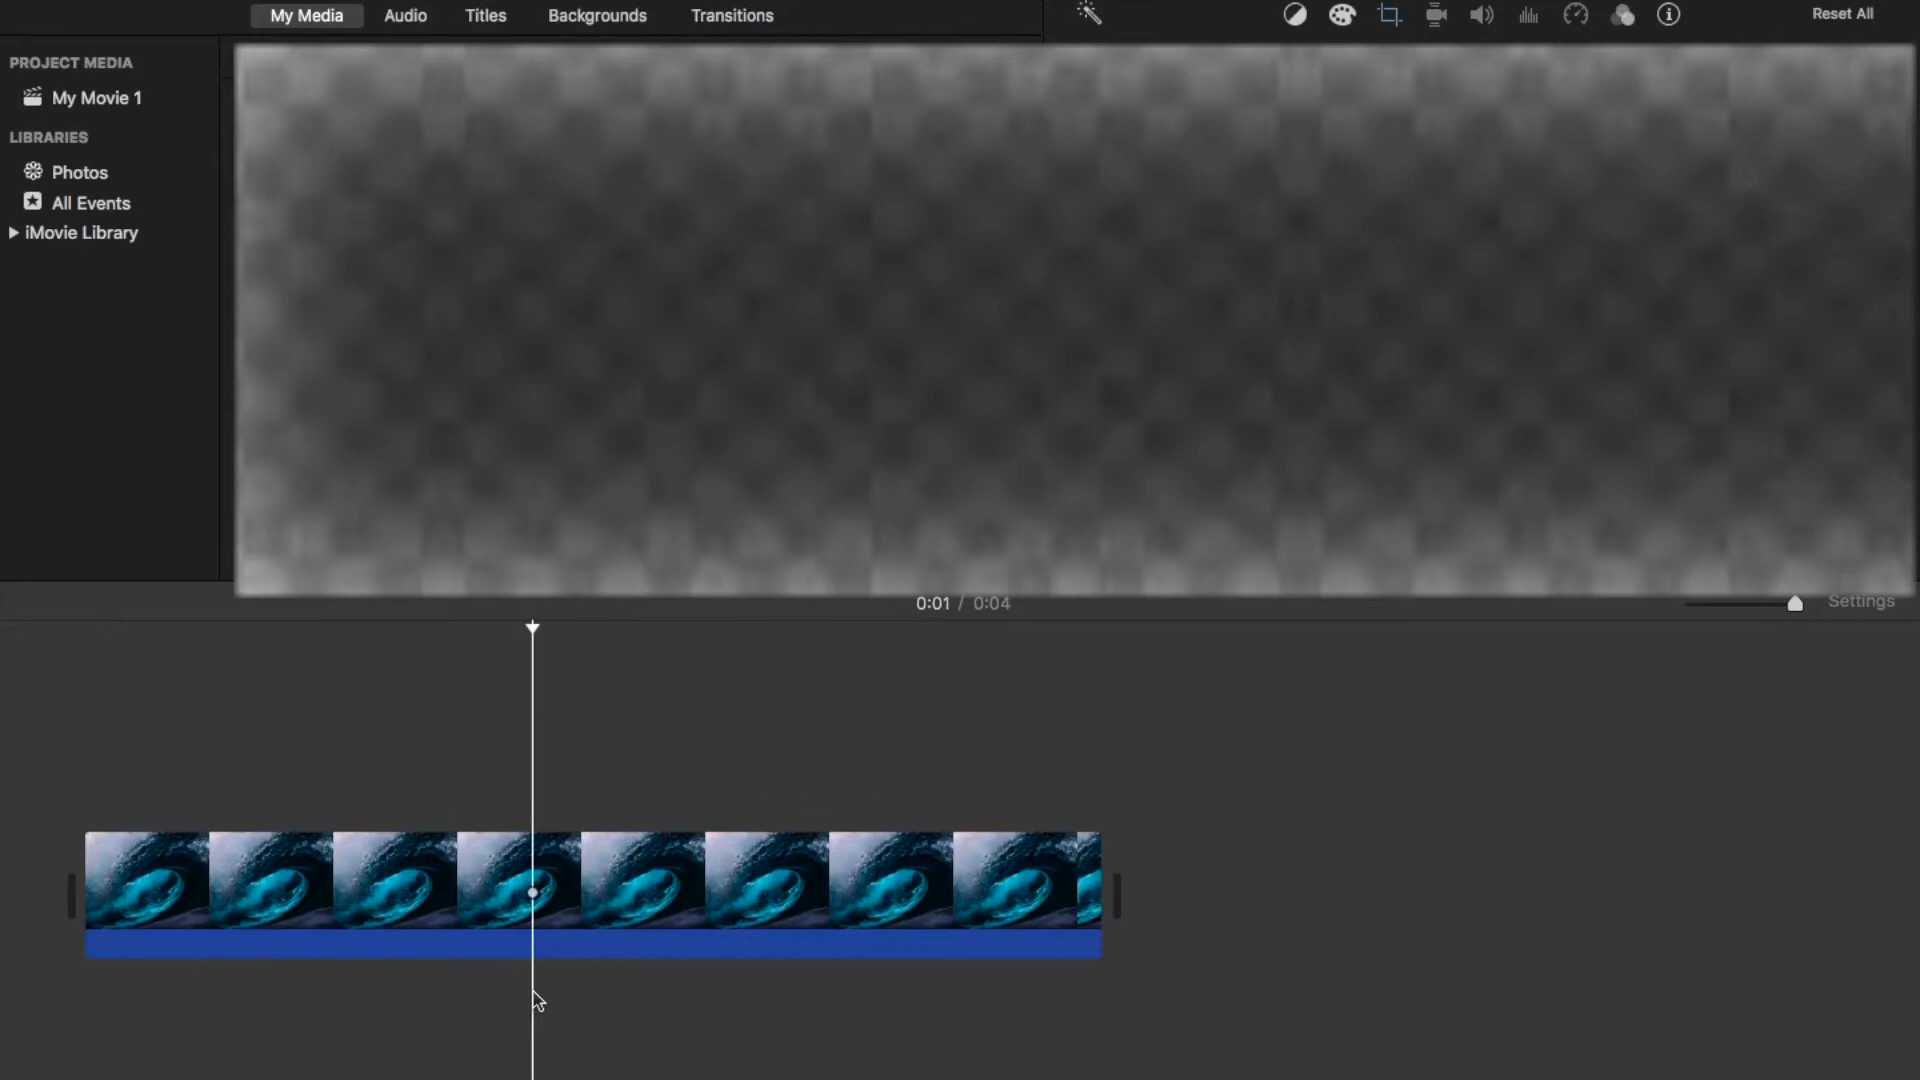 My Media Audio Titles Backgrounds Transitions Reset All
PROJECT MEDIA
My Movie 1
LIBRARIES
Photos
All Events
iMovie Library
0:01 / 0:04 Settings